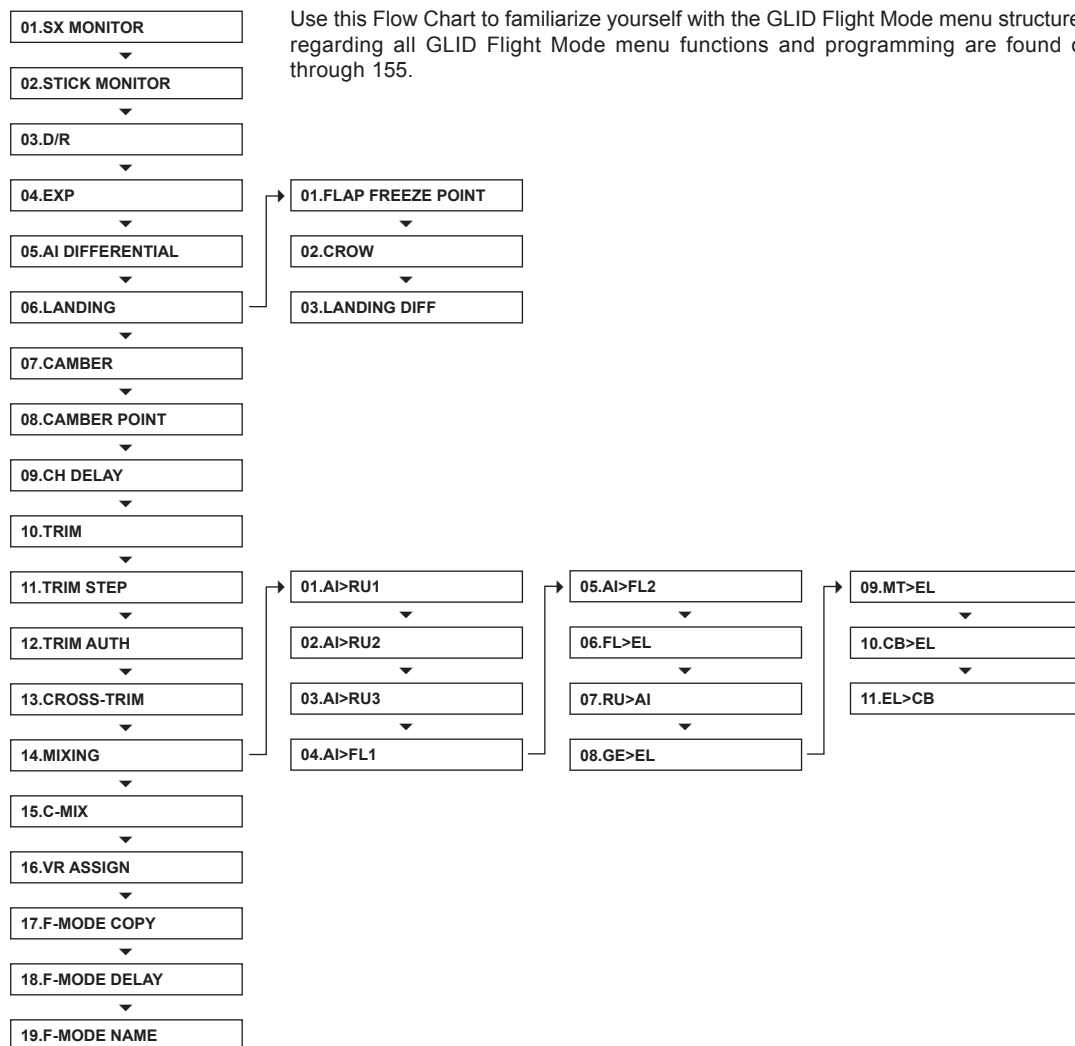 Use this Flow Chart to familiarize yourself with the GLID Flight Mode menu structure
regarding all GLID Flight Mode menu functions and programming are found
through 155.
01.SX MONITOR
02.STICK MONITOR
03.D/R
04.EXP
05.AI DIFFERENTIAL
06.LANDING
07.CAMBER
08.CAMBER POINT
09.CH DELAY
10.TRIM
11.TRIM STEP
12.TRIM AUTH
13.CROSS-TRIM
14.MIXING
15.C-MIX
16.VR ASSIGN
17.F-MODE COPY
18.F-MODE DELAY
19.F-MODE NAME
01.FLAP FREEZE POINT
02.CROW
03.LANDING DIFF
01.AI>RU1
02.AI>RU2
03.AI>RU3
04.AI>FL1
05.AI>FL2
06.FL>EL
07.RU>AI
08.GE>EL
09.MT>EL
10.CB>EL
11.EL>CB